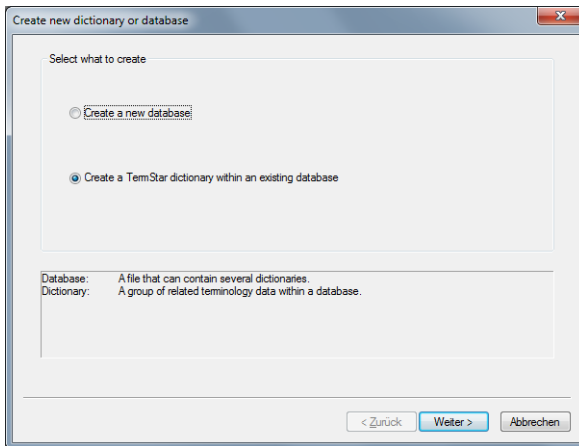 Create new dictionary or database
Select what to create
Create a new database
Create a TermStar dictionary within an existing database
Database: A file that can contain several dictionaries.
Dictionary: A group of related terminology data within a database.
< Zurück Weiter > Abbrechen